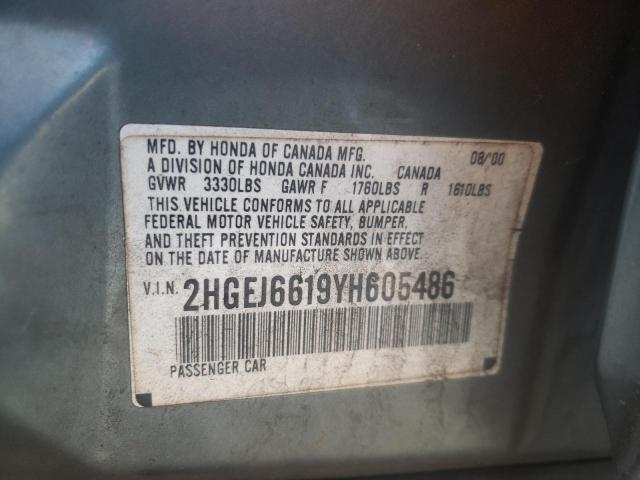 MFD. BY HONDA OF CANADA MFG. 08/00
A DIVISION OF HONDA CANADA INC. CANADA
GVWR 3330LBS GAWR F 1760LBS R 1610LBS
THIS VEHICLE CONFORMS TO ALL APPLICABLE
FEDERAL MOTOR VEHICLE SAFETY, BUMPER,
AND THEFT PREVENTION STANDARDS IN EFFECT
ON THE DATE OF MANUFACTURE SHOWN ABOVE.
V.I.N. 2HGEJ6619YH605486
PASSENGER CAR